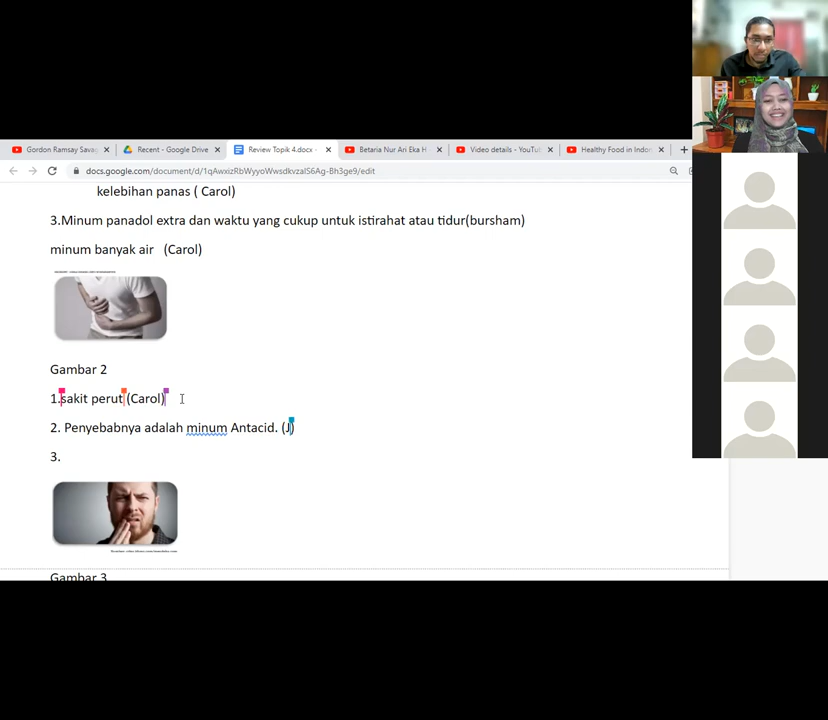 Gordon Ramsay Sava
Recent - Google Drive
Review Topik 4.docx -
Betaria Nur Ari Eka H
Video details - YouTu
Healthy Food in Indon
docs.google.com/document/d/
/edit
kelebihan panas ( Carol)
3.Minum panadol extra dan waktu yang cukup untuk istirahat atau tidur(bursham)
minum banyak air (Carol)
Gambar 2
1.sakit perut (Carol)
2. Penyebabnya adalah minum Antacid. (J)
3.
Gambar 3